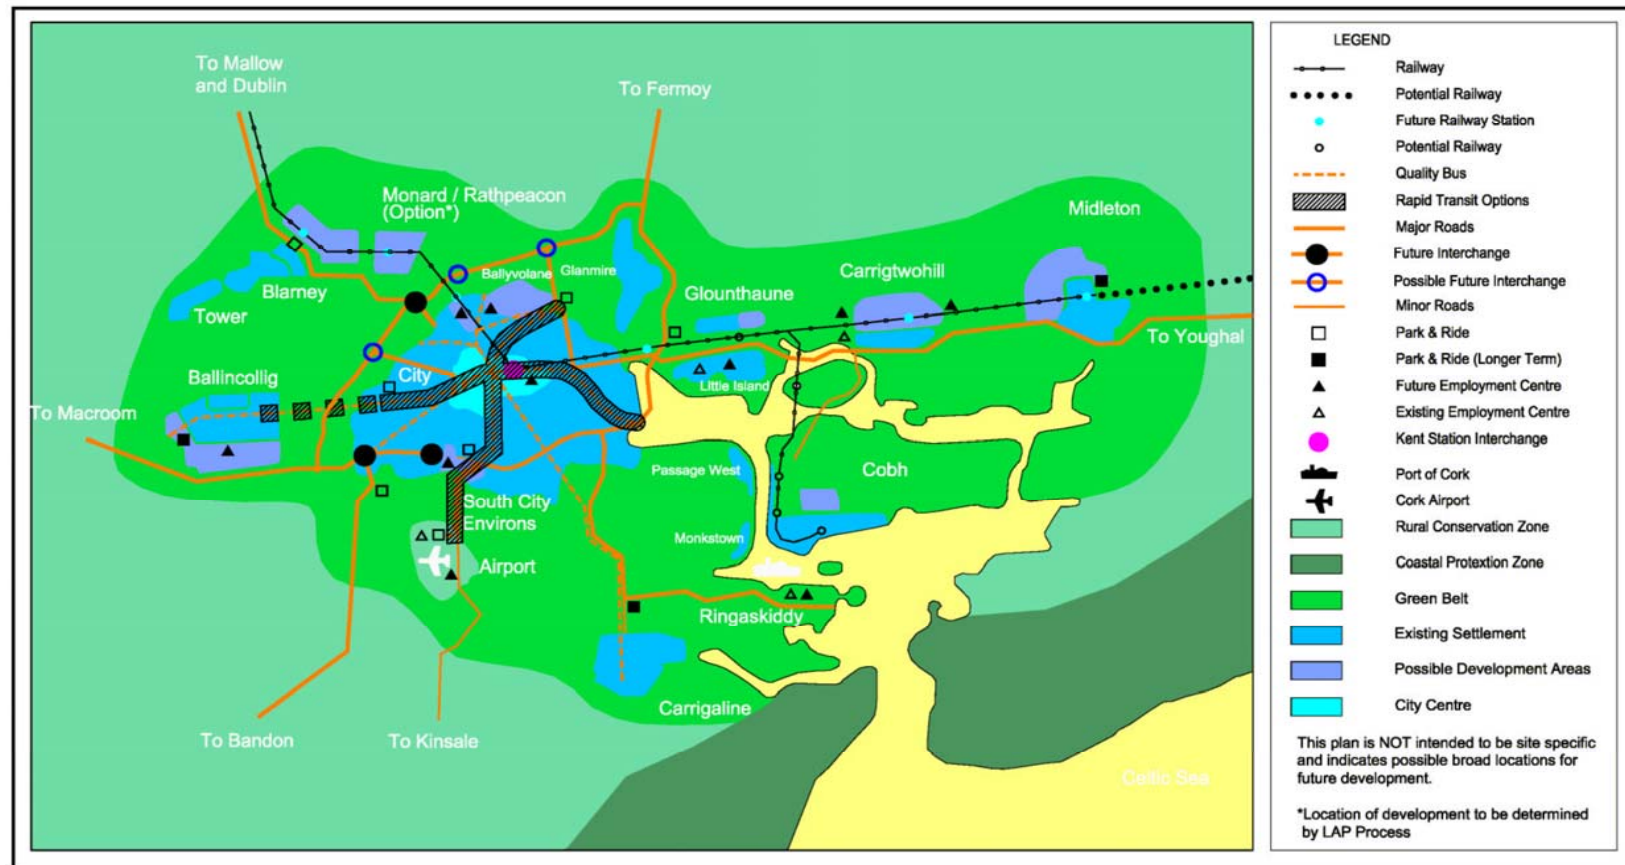 To Mallow
and Dublin
To Fermoy
Monard / Rathpeacon
(Option*)
Midleton
Ballyvolane
Glanmire
Carrigtwohill
Blarney
Glounthaune
Tower
To Youghal
Ballincollig
City
Little Island
To Macroom
Passage West
Cobh
South City
Environs
Monkstown
Airport
Ringaskiddy
Carrigaline
To Bandon
To Kinsale
Celtic Sea
LEGEND
Railway
Potential Railway
Future Railway Station
Potential Railway
Quality Bus
Rapid Transit Options
Major Roads
Future Interchange
Possible Future Interchange
Minor Roads
Park & Ride
Park & Ride (Longer Term)
Future Employment Centre
Existing Employment Centre
Kent Station Interchange
Port of Cork
Cork Airport
Rural Conservation Zone
Coastal Protextion Zone
Green Belt
Existing Settlement
Possible Development Areas
City Centre
This plan is NOT intended to be site specific
and indicates possible broad locations for
future development.
*Location of development to be determined
by LAP Process